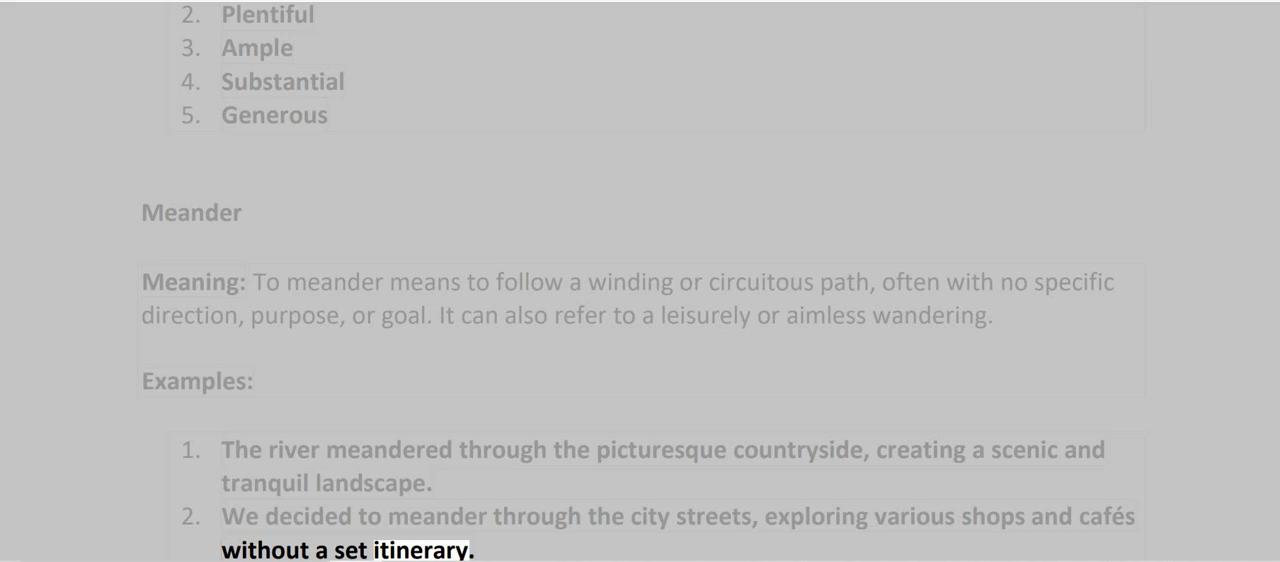 2. Plentiful
3. Ample
4. Substantial
5. Generous
Meander
Meaning: To meander means to follow a winding or circuitous path, often with no specific
direction, purpose, or goal. It can also refer to a leisurely or aimless wandering.
Examples:
1. The river meandered through the picturesque countryside, creating a scenic and
tranquil landscape.
2. We decided to meander through the city streets, exploring various shops and cafés
without a set itinerary.